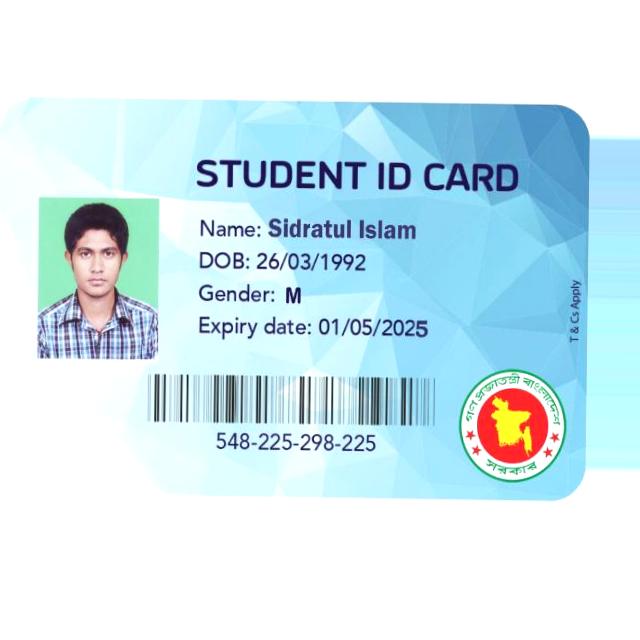 STUDENT ID CARD
Name: Sidratul Islam
DOB: 26/03/1992
Gender: M
Expiry date: 01/05/2025
T & Cs Apply
548-225-298-225
গণপ্রজাতন্ত্রী বাংলাদেশ
সরকার